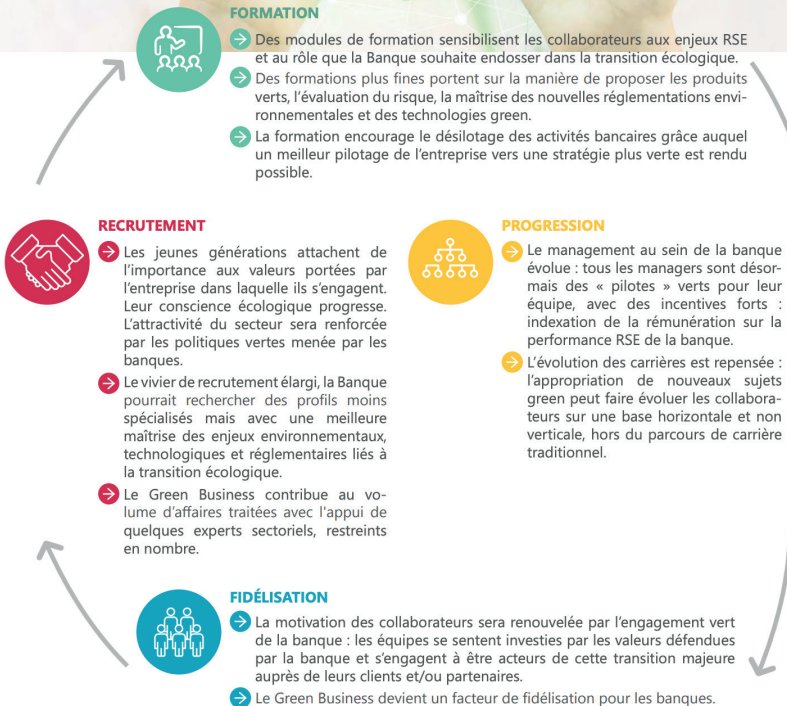 FORMATION
Des modules de formation sensibilisent les collaborateurs aux enjeux RSE
et au rôle que la Banque souhaite endosser dans la transition écologique.
Des formations plus fines portent sur la manière de proposer les produits
verts, l'évaluation du risque, la maîtrise des nouvelles réglementations envi-
ronnementales et des technologies green.
La formation encourage le désilotage des activités bancaires grâce auquel
un meilleur pilotage de l'entreprise vers une stratégie plus verte est rendu
possible.
RECRUTEMENT
Les jeunes générations attachent de
l'importance aux valeurs portées par
l'entreprise dans laquelle ils s'engagent.
Leur conscience écologique progresse.
L'attractivité du secteur sera renforcée
par les politiques vertes menée par les
banques.
Le vivier de recrutement élargi, la Banque
pourrait rechercher des profils moins
spécialisés mais avec une meilleure
maîtrise des enjeux environnementaux,
technologiques et réglementaires liés à
la transition écologique.
Le Green Business contribue au vo-
lume d'affaires traitées avec l'appui de
quelques experts sectoriels, restreints
en nombre.
PROGRESSION
Le management au sein de la banque
évolue : tous les managers sont désor-
mais des « pilotes » verts pour leur
équipe, avec des incentives forts :
indexation de la rémunération sur la
performance RSE de la banque.
L'évolution des carrières est repensée :
l'appropriation de nouveaux sujets
green peut faire évoluer les collabora-
teurs sur une base horizontale et non
verticale, hors du parcours de carrière
traditionnel.
FIDÉLISATION
La motivation des collaborateurs sera renouvelée par l'engagement vert
de la banque : les équipes se sentent investies par les valeurs défendues
par la banque et s'engagent à être acteurs de cette transition majeure
auprès de leurs clients et/ou partenaires.
Le Green Business devient un facteur de fidélisation pour les banques.